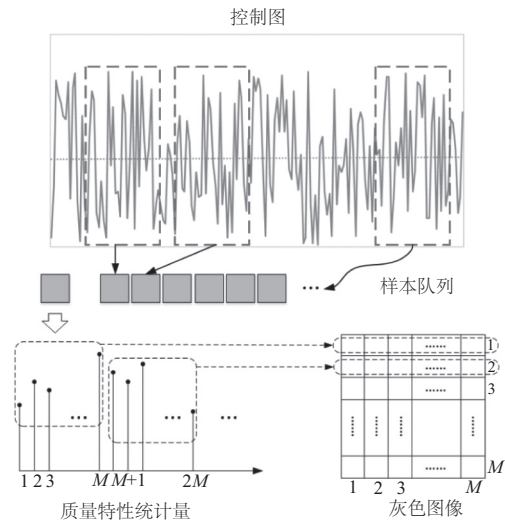 控制图
... 样本队列
... ... ...
...... 1
...... 2
...... 3
...... M
1 2 3 M M+1 2M
1 2 3 M
质量特性统计量
灰色图像